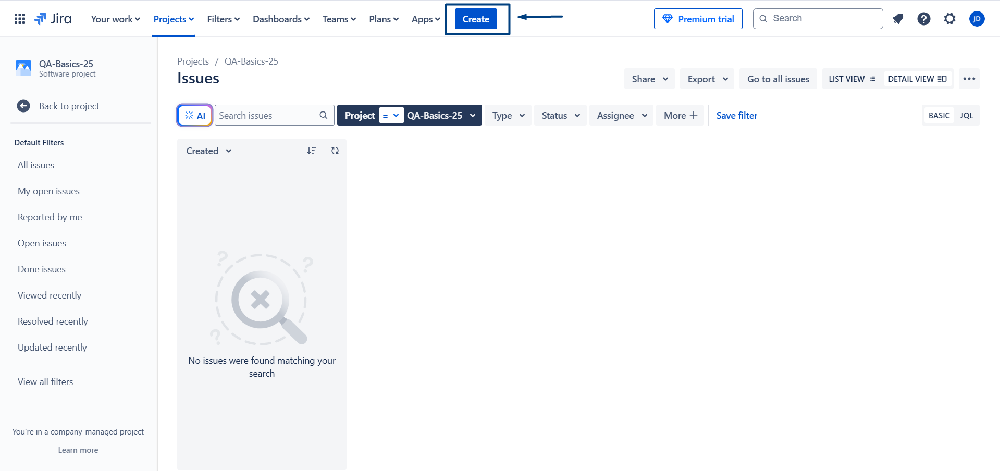 Jira
Your work
Projects
Filters
Dashboards
Teams
Plans
Apps
Create
Premium trial
Search
JD
QA-Basics-25
Software project
Back to project
Default Filters
All issues
My open issues
Reported by me
Open issues
Done issues
Viewed recently
Resolved recently
Updated recently
View all filters
You're in a company-managed project
Learn more
Projects / QA-Basics-25
Issues
Share
Export
Go to all issues
LIST VIEW
DETAIL VIEW
AI
Search issues
Project = QA-Basics-25
Type
Status
Assignee
More
Save filter
BASIC
JQL
Created
No issues were found matching your
search